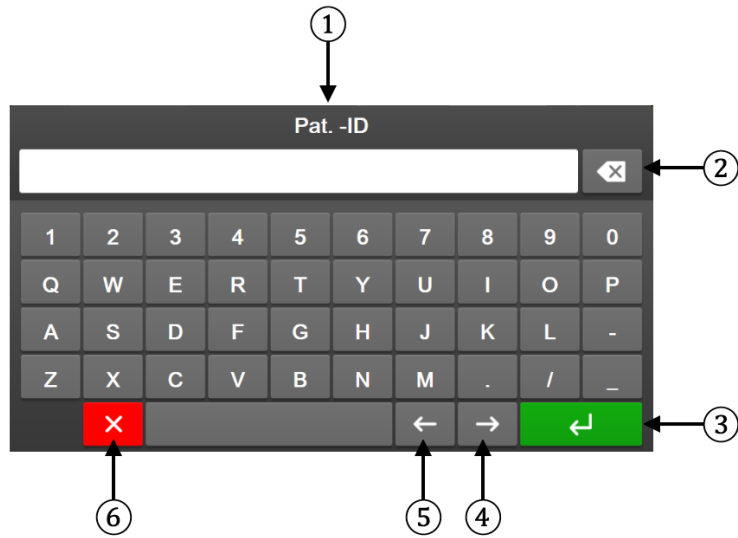 ①
Pat. -ID
②
1 2 3 4 5 6 7 8 9 0
Q W E R T Y U I O P
A S D F G H J K L -
Z X C V B N M . / _
③
⑥ ⑤ ④